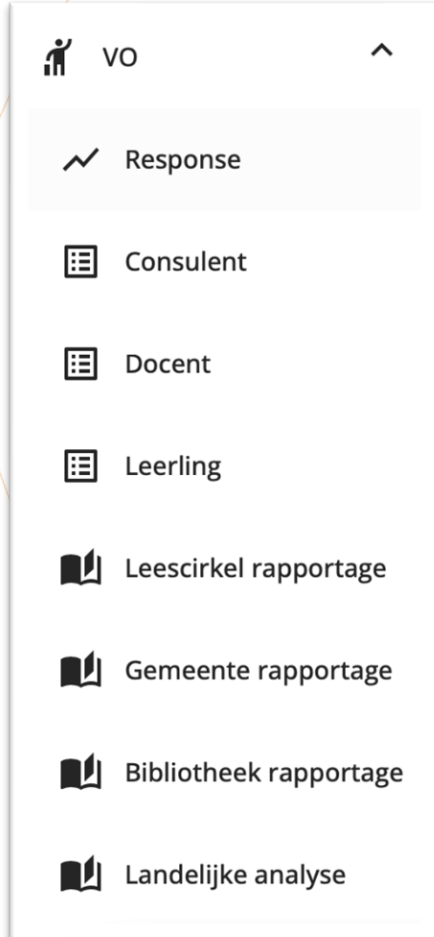 VO
Response
Consulent
Docent
Leerling
Leescirkel rapportage
Gemeente rapportage
Bibliotheek rapportage
Landelijke analyse